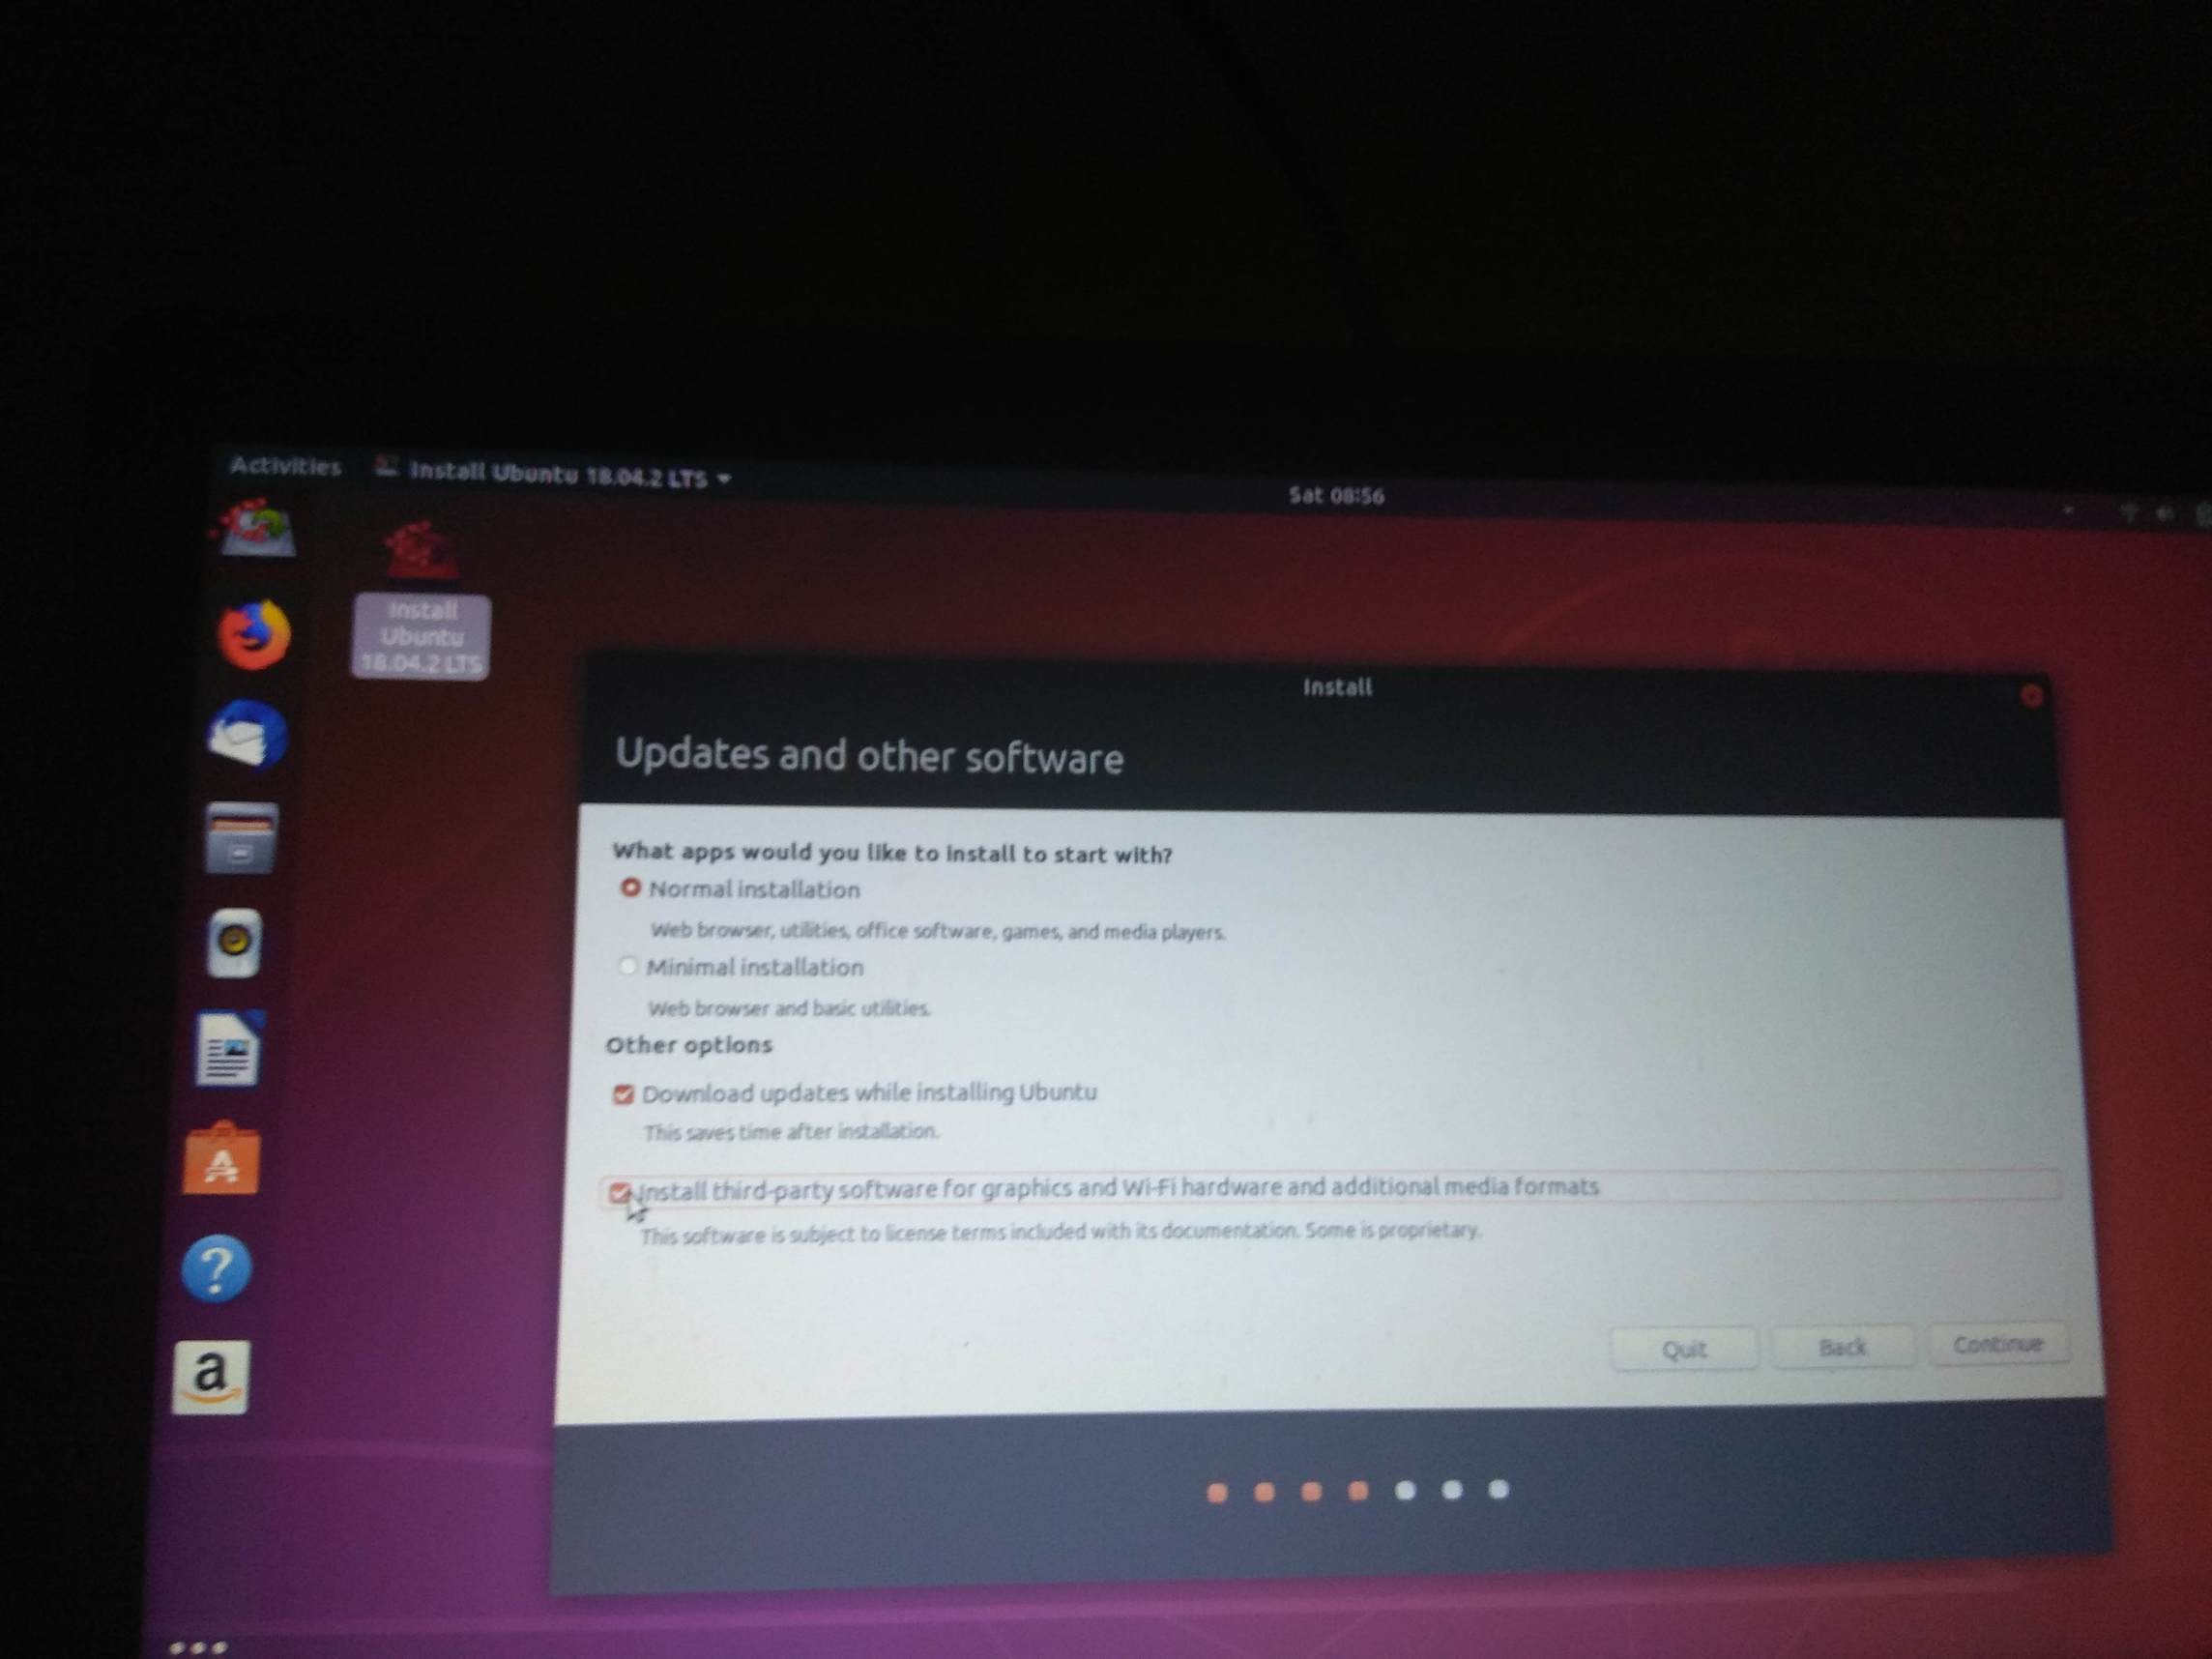 Activities
Install Ubuntu 18.04.2 LTS
Sat 08:56
Install
Ubuntu
18.04.2 LTS
Install
Updates and other software
What apps would you like to install to start with?
Normal installation
Web browser, utilities, office software, games, and media players.
Minimal installation
Web browser and basic utilities.
Other options
Download updates while installing Ubuntu
This saves time after installation.
Install third-party software for graphics and Wi-Fi hardware and additional media formats
This software is subject to license terms included with its documentation. Some is proprietary.
Quit
Back
Continue
A
?
a